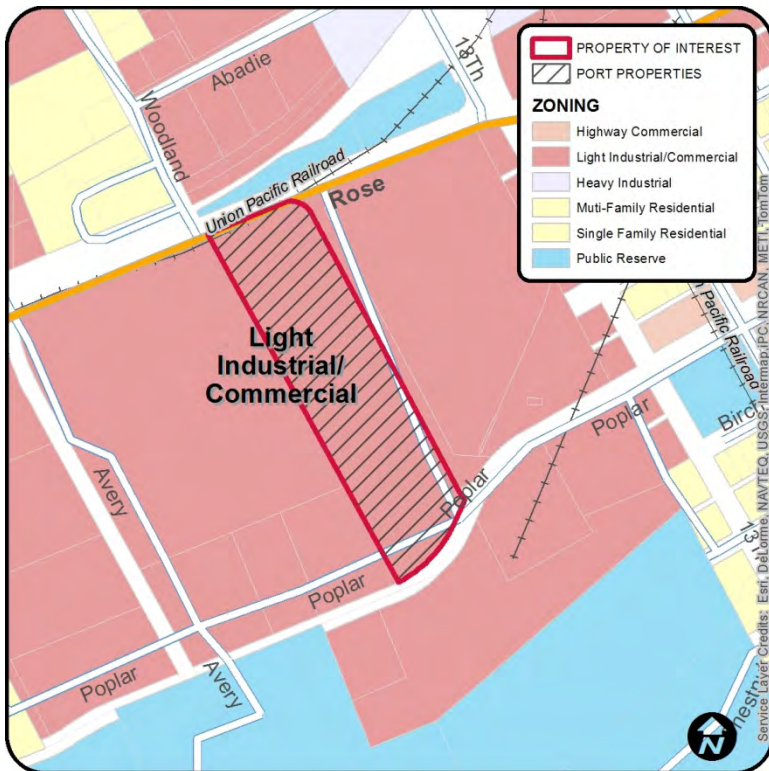 Abadie
13Th
Woodland
Union Pacific Railroad
Rose
PROPERTY OF INTEREST
PORT PROPERTIES
ZONING
Highway Commercial
Light Industrial/Commercial
Heavy Industrial
Muti-Family Residential
Single Family Residential
Public Reserve
Light
Industrial/
Commercial
Avery
Poplar
Poplar
Poplar
Poplar
Avery
Birch
Pacific Railroad
13Th
N
Service Layer Credits: Esri, DeLorme, NAVTEQ, USGS, Intermap, iPC, NRCAN, METI, TomTom